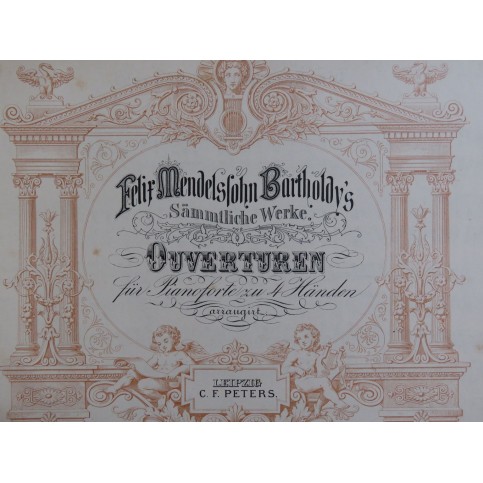 Felix Mendelssohn Bartholdy's
Sämmtliche Werke.
OUVERTUREN
für Pianoforte zu 4 Händen
arrangirt.
LEIPZIG
C. F. PETERS.